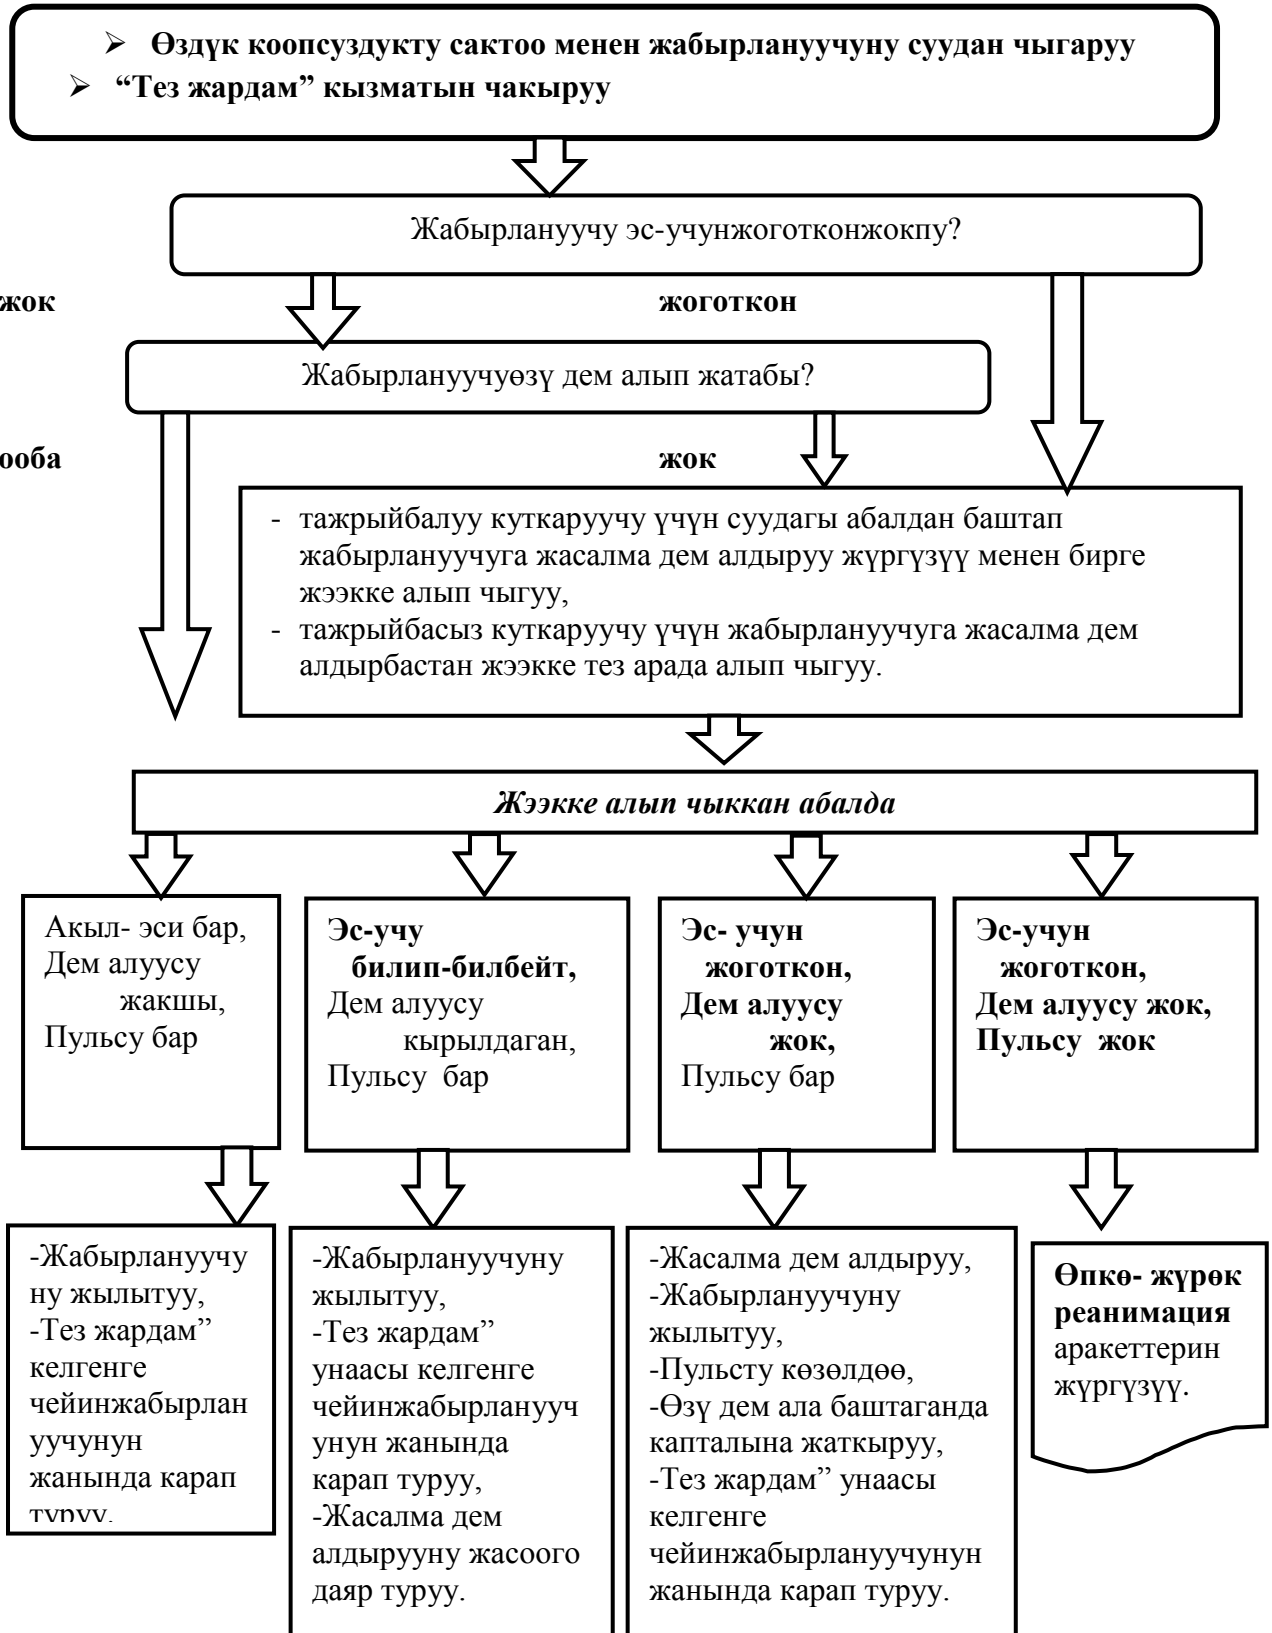 ➢ Өздүк коопсуздукту сактоо менен жабырлануучуну суудан чыгаруу
➢ “Тез жардам” кызматын чакыруу
Жабырлануучу эс-учунжоготконжокпу?
жок
жоготкон
Жабырлануучуөзү дем алып жатабы?
ооба
жок
- тажрыйбалуу куткаруучу үчүн суудагы абалдан баштап
жабырлануучуга жасалма дем алдыруу жүргүзүү менен бирге
жээкке алып чыгуу,
- тажрыйбасыз куткаруучу үчүн жабырлануучуга жасалма дем
алдырбастан жээкке тез арада алып чыгуу.
Жээкке алып чыккан абалда
Акыл- эси бар,
Дем алуусу
жакшы,
Пульсу бар
Эс-учу
билип-билбейт,
Дем алуусу
кырылдаган,
Пульсу бар
Эс- учун
жоготкон,
Дем алуусу
жок,
Пульсу бар
Эс-учун
жоготкон,
Дем алуусу жок,
Пульсу жок
-Жабырлануучу
ну жылытуу,
-Тез жардам”
келгенге
чейинжабырлан
уучунун
жанында карап
туруу.
-Жабырлануучуну
жылытуу,
-Тез жардам”
унаасы келгенге
чейинжабырлануuч
унун жанында
карап туруу,
-Жасалма дем
алдырууну жасоого
даяр туруу.
-Жасалма дем алдыруу,
-Жабырлануучуну
жылытуу,
-Пульсту көзөлдөө,
-Өзү дем ала баштаганда
капталына жаткыруу,
-Тез жардам” унаасы
келгенге
чейинжабырлануучунун
жанында карап туруу.
Өпкө- жүрөк
реанимация
аракеттерин
жүргүзүү.